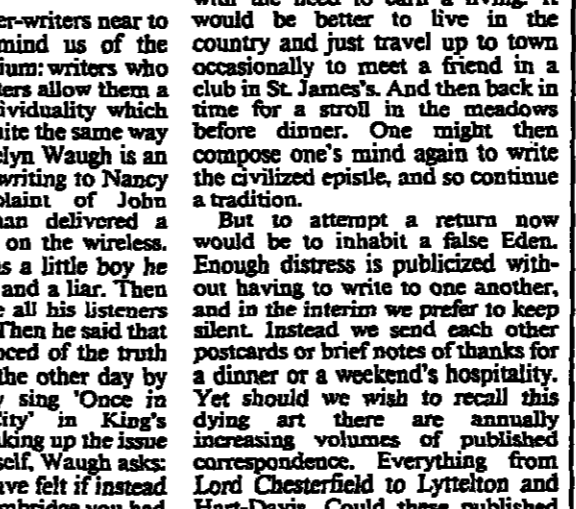 er-writers near to
mind us of the
ium: writers who
ters allow them a
ividuality which
uite the same way
elyn Waugh is an
writing to Nancy
plaint of John
nan delivered a
on the wireless.
as a little boy he
and a liar. Then
e all his listeners
Then he said that
nced of the truth
the other day by
y sing 'Once in
City' in King's
king up the issue
self, Waugh asks:
ave felt if instead
mbridge you had
with the need to earn a living. It
would be better to live in the
country and just travel up to town
occasionally to meet a friend in a
club in St. James's. And then back in
time for a stroll in the meadows
before dinner. One might then
compose one's mind again to write
the civilized epistle, and so continue
a tradition.
But to attempt a return now
would be to inhabit a false Eden.
Enough distress is publicized with-
out having to write to one another,
and in the interim we prefer to keep
silent. Instead we send each other
postcards or brief notes of thanks for
a dinner or a weekend's hospitality.
Yet should we wish to recall this
dying art there are annually
increasing volumes of published
correspondence. Everything from
Lord Chesterfield to Lyttelton and
Hart-Davis. Could these published